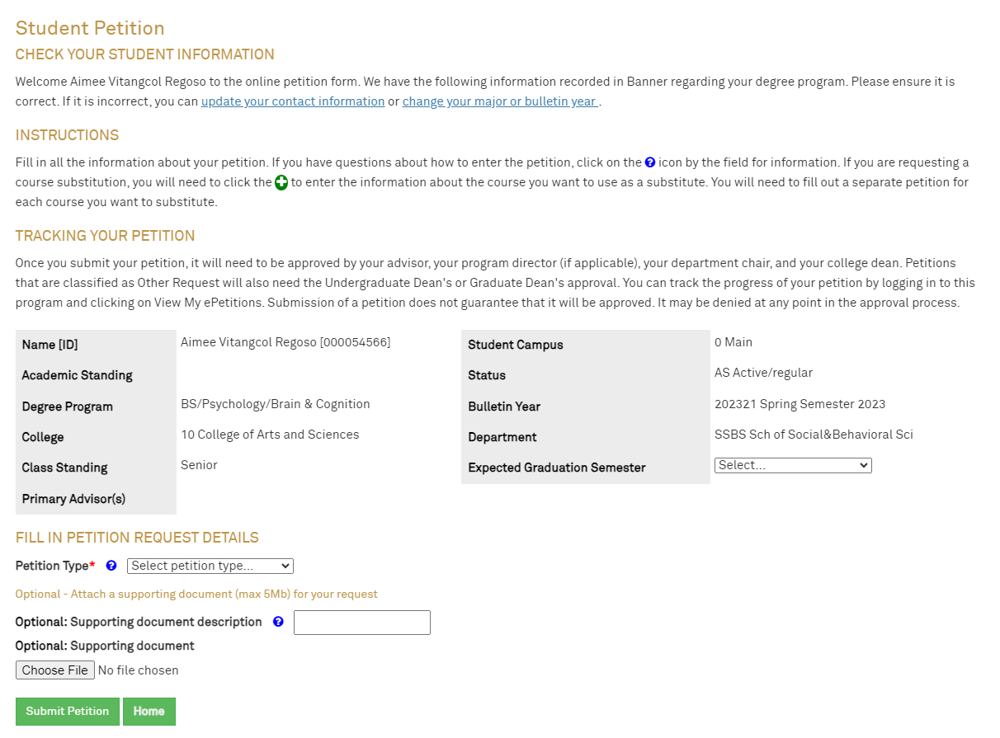 Student Petition
CHECK YOUR STUDENT INFORMATION
Welcome Aimee Vitangcol Regoso to the online petition form. We have the following information recorded in Banner regarding your degree program. Please ensure it is
correct. If it is incorrect, you can update your contact information or change your major or bulletin year .
INSTRUCTIONS
Fill in all the information about your petition. If you have questions about how to enter the petition, click on the ? icon by the field for information. If you are requesting a
course substitution, you will need to click the + to enter the information about the course you want to use as a substitute. You will need to fill out a separate petition for
each course you want to substitute.
TRACKING YOUR PETITION
Once you submit your petition, it will need to be approved by your advisor, your program director (if applicable), your department chair, and your college dean. Petitions
that are classified as Other Request will also need the Undergraduate Dean's or Graduate Dean's approval. You can track the progress of your petition by logging in to this
program and clicking on View My ePetitions. Submission of a petition does not guarantee that it will be approved. It may be denied at any point in the approval process.
Name [ID] Aimee Vitangcol Regoso [000054566] Student Campus 0 Main
Academic Standing Status AS Active/regular
Degree Program BS/Psychology/Brain & Cognition Bulletin Year 202321 Spring Semester 2023
College 10 College of Arts and Sciences Department SSBS Sch of Social&Behavioral Sci
Class Standing Senior Expected Graduation Semester Select...
Primary Advisor(s)
FILL IN PETITION REQUEST DETAILS
Petition Type* ? Select petition type...
Optional - Attach a supporting document (max 5Mb) for your request
Optional: Supporting document description ?
Optional: Supporting document
Choose File No file chosen
Submit Petition Home